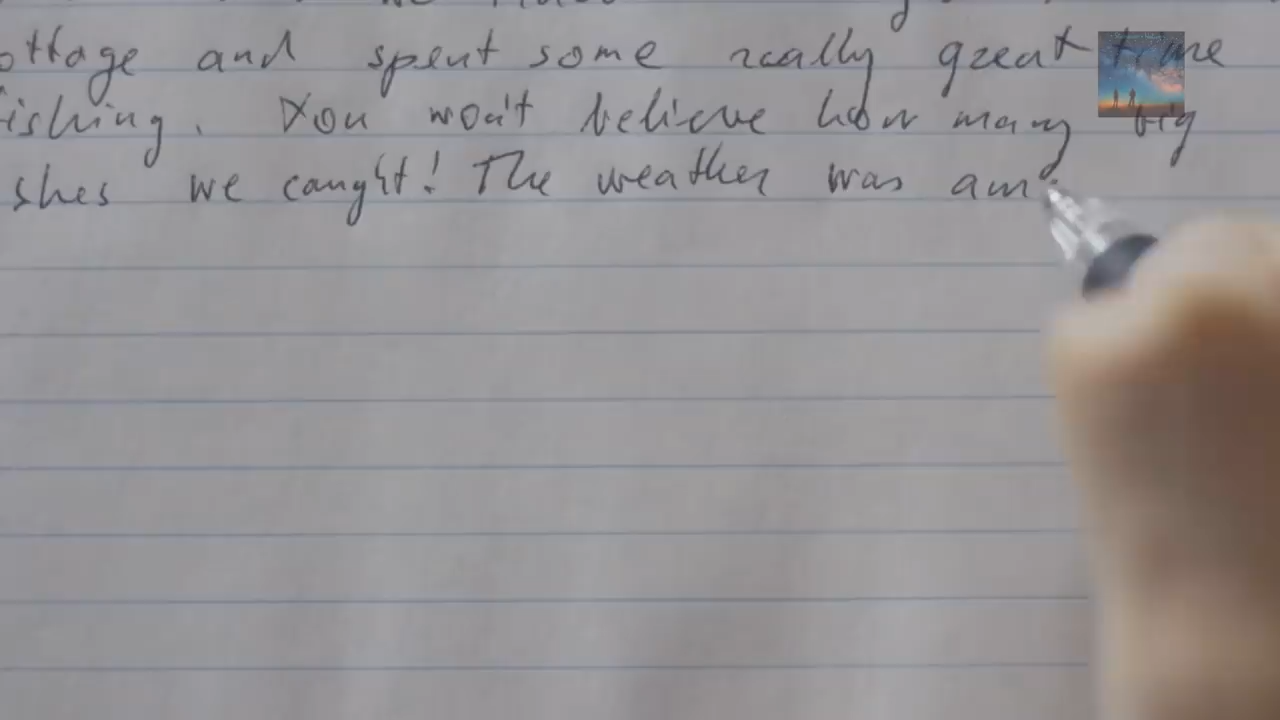 ottage and spent some really great time
ishing. You won't believe how many big
shes we caught! The weather was am